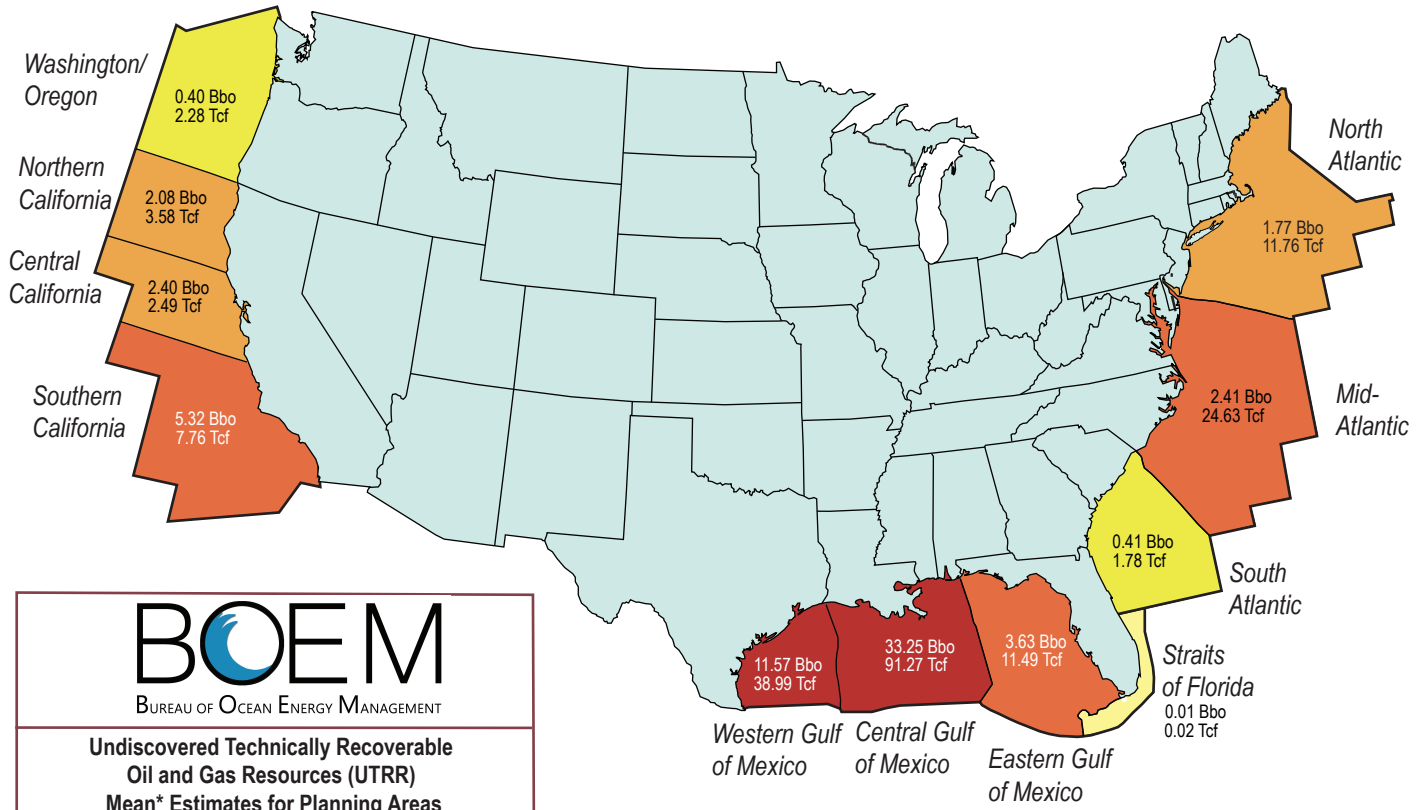 Washington/
Oregon
0.40 Bbo
2.28 Tcf
Northern
California
2.08 Bbo
3.58 Tcf
Central
California
2.40 Bbo
2.49 Tcf
Southern
California
5.32 Bbo
7.76 Tcf
North
Atlantic
1.77 Bbo
11.76 Tcf
Mid-
Atlantic
2.41 Bbo
24.63 Tcf
0.41 Bbo
1.78 Tcf
South
Atlantic
Straits
of Florida
0.01 Bbo
0.02 Tcf
11.57 Bbo
38.99 Tcf
Western Gulf
of Mexico
33.25 Bbo
91.27 Tcf
Central Gulf
of Mexico
3.63 Bbo
11.49 Tcf
Eastern Gulf
of Mexico
BOEM
BUREAU OF OCEAN ENERGY MANAGEMENT
Undiscovered Technically Recoverable
Oil and Gas Resources (UTRR)
Mean* Estimates for Planning Areas